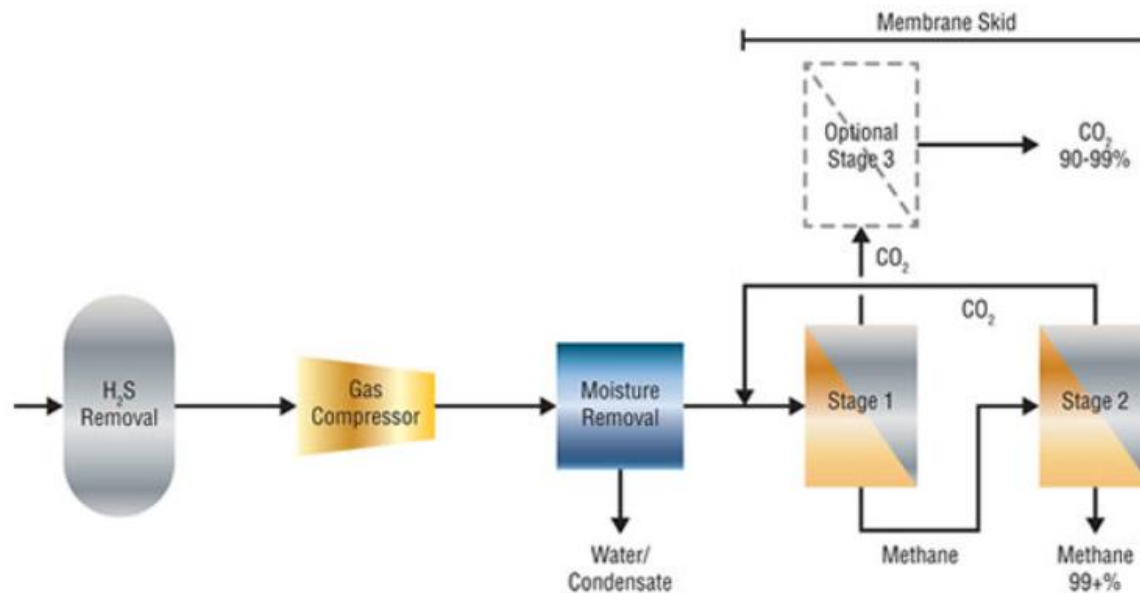 Membrane Skid
Optional
Stage 3
CO₂
90-99%
CO₂
CO₂
H₂S
Removal
Gas
Compressor
Moisture
Removal
Stage 1
Stage 2
Water/
Condensate
Methane
Methane
99+%